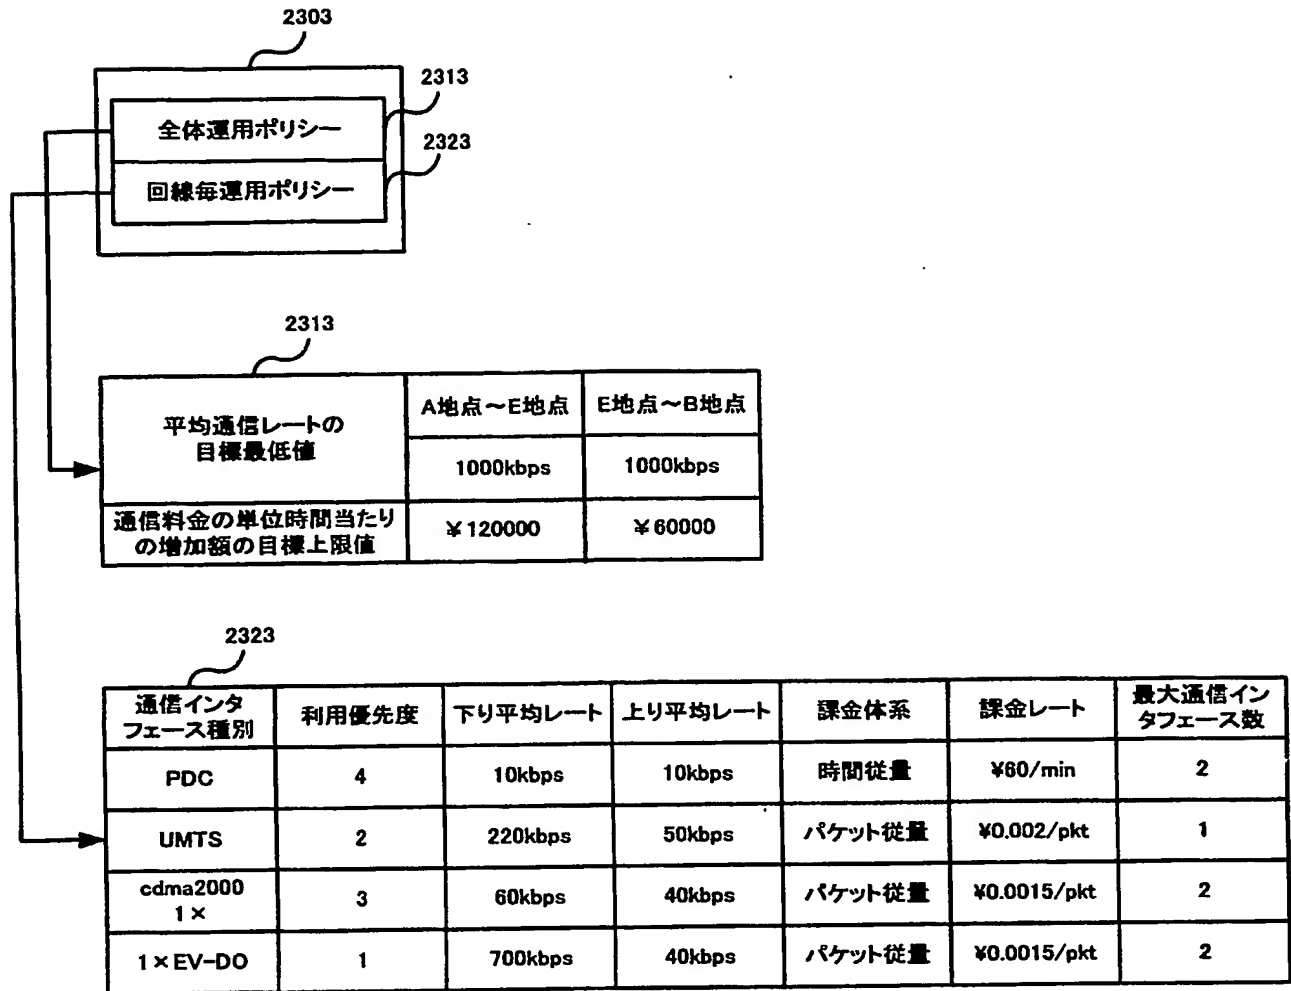 2303
2313
全体運用ポリシー
2323
回線毎運用ポリシー
2313
平均通信レートの
目標最低値
A地点～E地点
E地点～B地点
1000kbps
1000kbps
通信料金の単位時間当たり
の増加額の目標上限値
￥120000
￥60000
2323
通信インタ
フェース種別
利用優先度
下り平均レート
上り平均レート
課金体系
課金レート
最大通信イン
タフェース数
PDC
4
10kbps
10kbps
時間従量
¥60/min
2
UMTS
2
220kbps
50kbps
パケット従量
¥0.002/pkt
1
cdma2000
1×
3
60kbps
40kbps
パケット従量
¥0.0015/pkt
2
1×EV-DO
1
700kbps
40kbps
パケット従量
¥0.0015/pkt
2